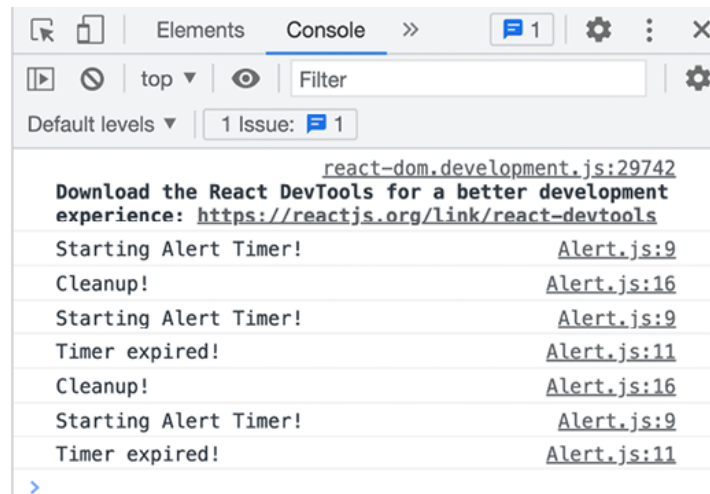 Elements Console » 1
top ▼ Filter
Default levels ▼ 1 Issue: 1
react-dom.development.js:29742
Download the React DevTools for a better development
experience: https://reactjs.org/link/react-devtools
Starting Alert Timer! Alert.js:9
Cleanup! Alert.js:16
Starting Alert Timer! Alert.js:9
Timer expired! Alert.js:11
Cleanup! Alert.js:16
Starting Alert Timer! Alert.js:9
Timer expired! Alert.js:11
>